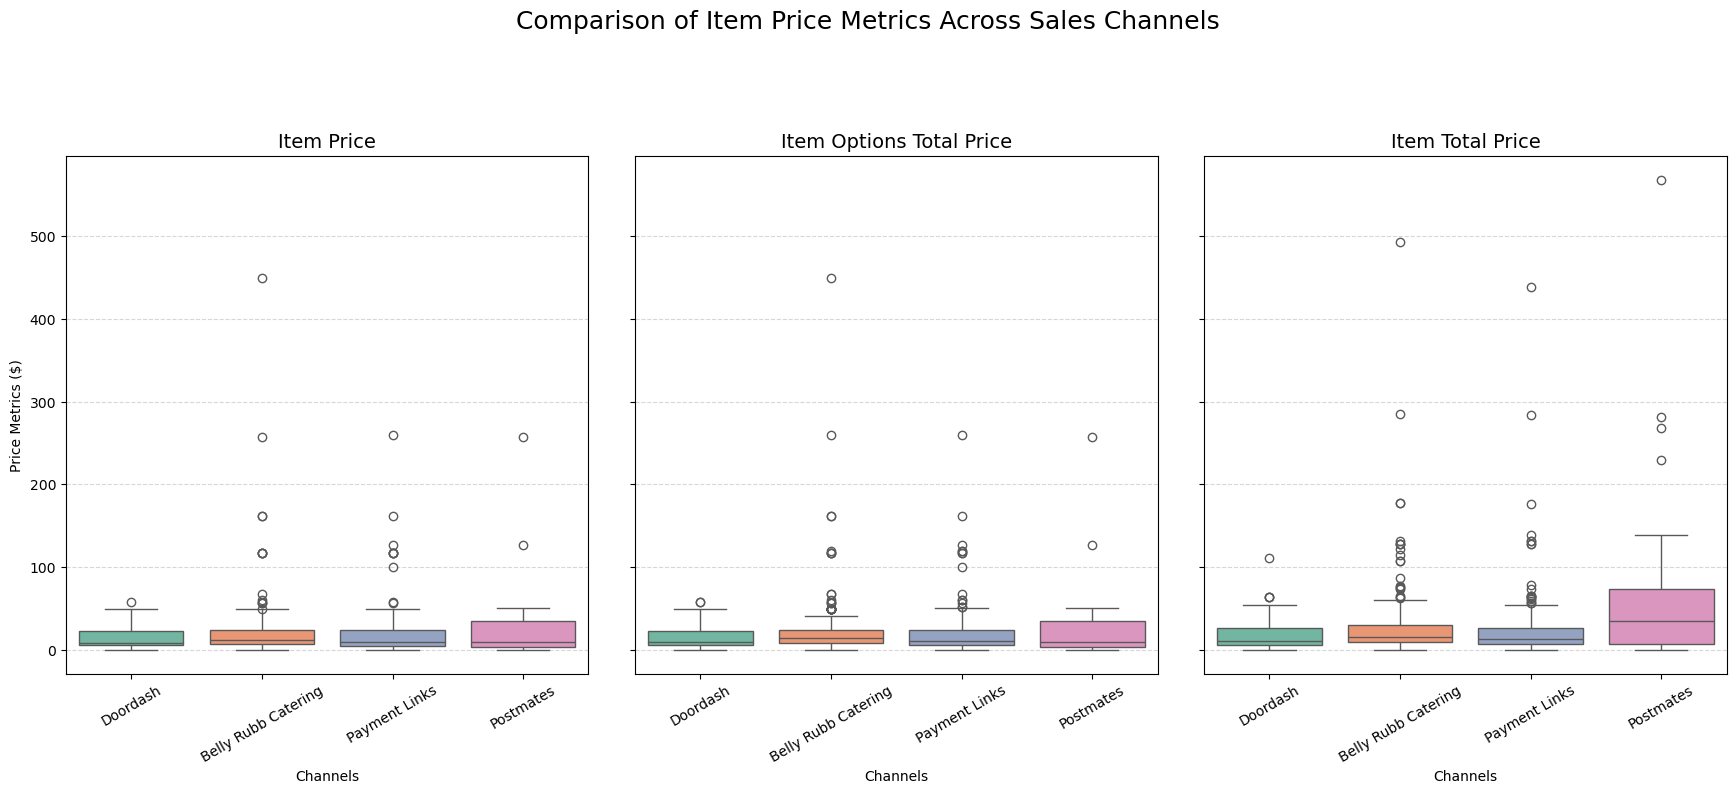 Comparison of Item Price Metrics Across Sales Channels
Item Price
Item Options Total Price
Item Total Price
Price Metrics ($)
500
400
300
200
100
0
Doordash
Belly Rubb Catering
Payment Links
Postmates
Channels
Doordash
Belly Rubb Catering
Payment Links
Postmates
Channels
Doordash
Belly Rubb Catering
Payment Links
Postmates
Channels